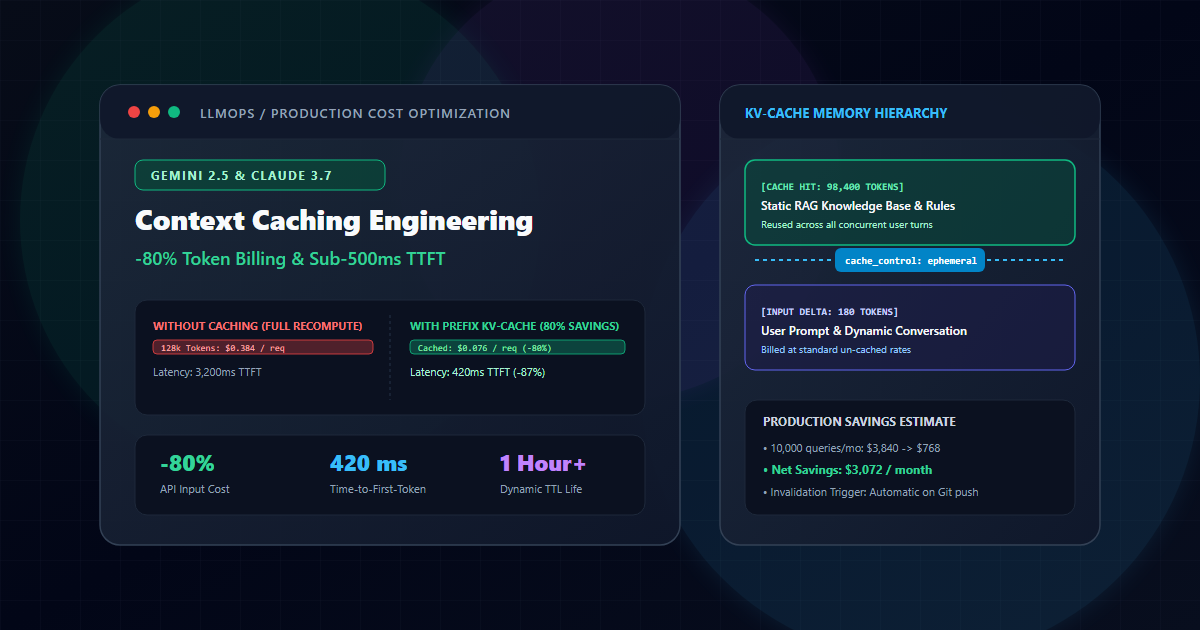 LLMOPS / PRODUCTION COST OPTIMIZATION
GEMINI 2.5 & CLAUDE 3.7
Context Caching Engineering
-80% Token Billing & Sub-500ms TTFT
WITHOUT CACHING (FULL RECOMPUTE)
128k Tokens: $0.384 / req
Latency: 3,200ms TTFT
WITH PREFIX KV-CACHE (80% SAVINGS)
Cached: $0.076 / req (-80%)
Latency: 420ms TTFT (-87%)
-80%
API Input Cost
420 ms
Time-to-First-Token
1 Hour+
Dynamic TTL Life
KV-CACHE MEMORY HIERARCHY
[CACHE HIT: 98,400 TOKENS]
Static RAG Knowledge Base & Rules
Reused across all concurrent user turns
cache_control: ephemeral
[INPUT DELTA: 180 TOKENS]
User Prompt & Dynamic Conversation
Billed at standard un-cached rates
PRODUCTION SAVINGS ESTIMATE
• 10,000 queries/mo: $3,840 -> $768
• Net Savings: $3,072 / month
• Invalidation Trigger: Automatic on Git push